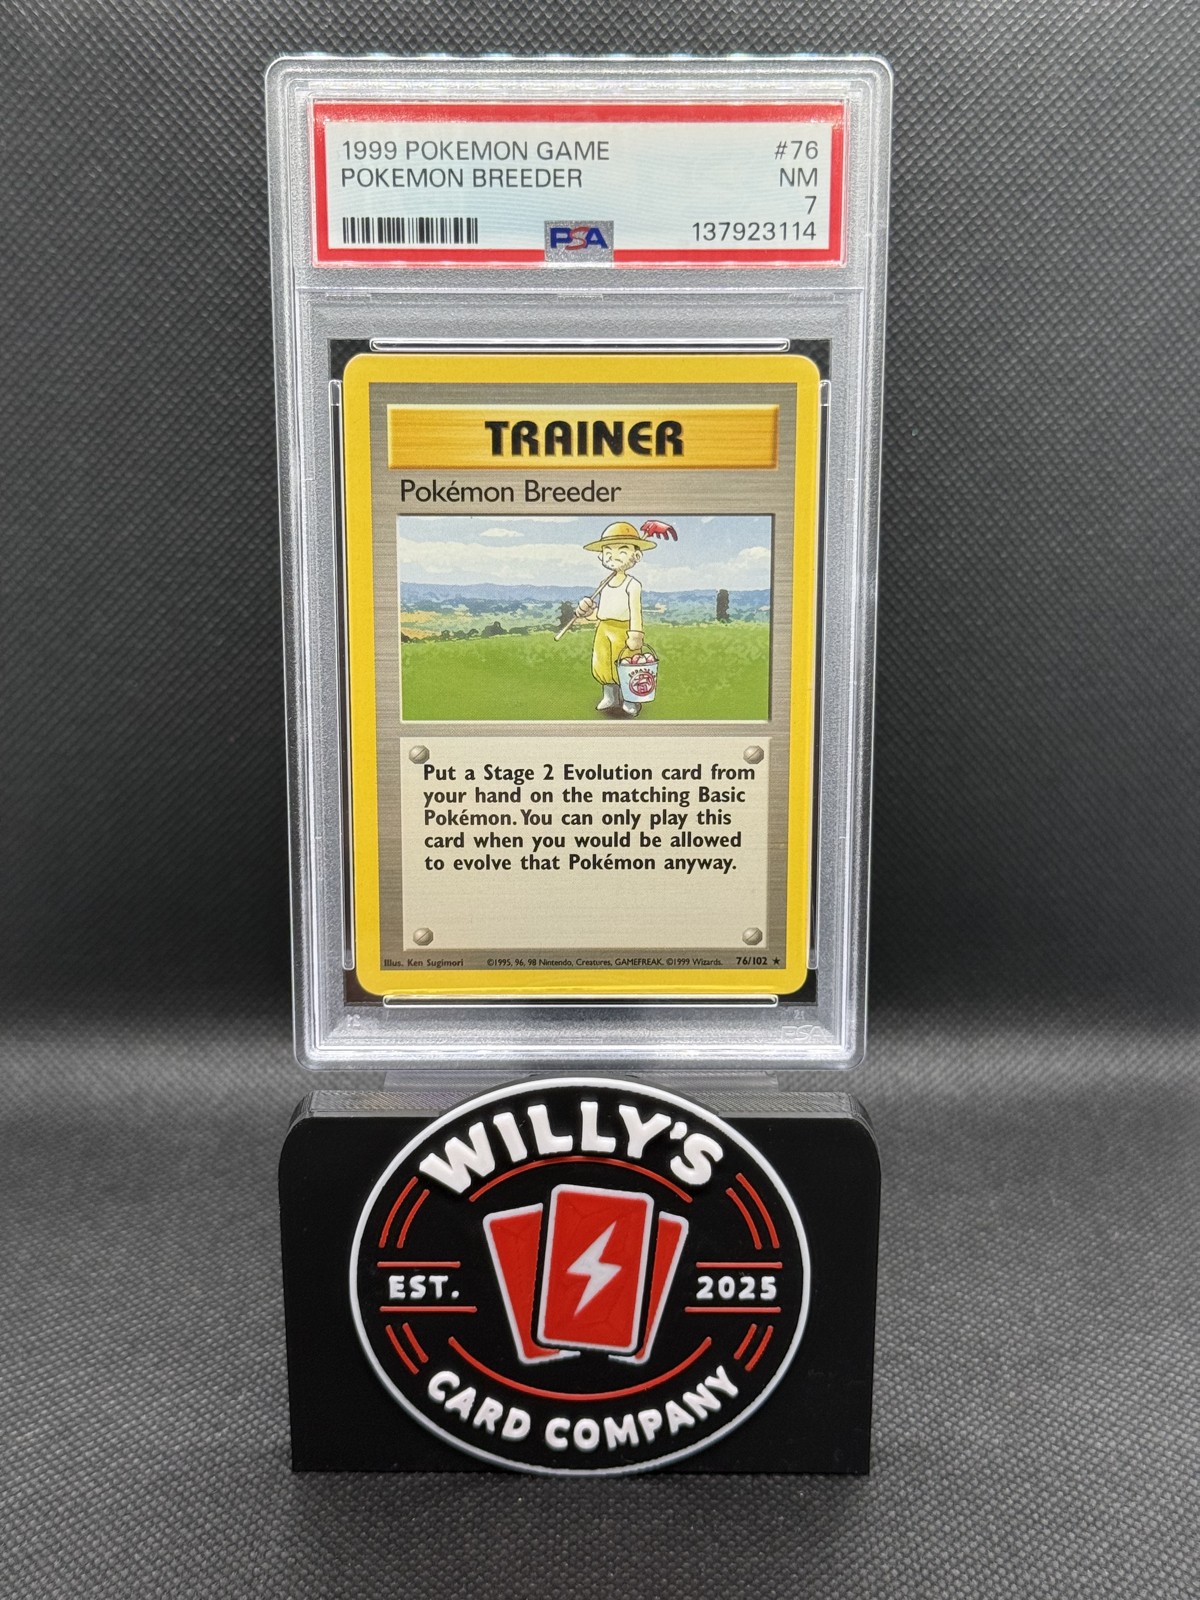 1999 POKEMON GAME #76
POKEMON BREEDER NM
7
PSA 137923114
TRAINER
Pokémon Breeder
Put a Stage 2 Evolution card from
your hand on the matching Basic
Pokémon. You can only play this
card when you would be allowed
to evolve that Pokémon anyway.
Illus. Ken Sugimori ©1995, 96, 98 Nintendo, Creatures, GAMEFREAK. ©1999 Wizards. 76/102 ★
PSA
WILLY'S
EST. 2025
CARD COMPANY